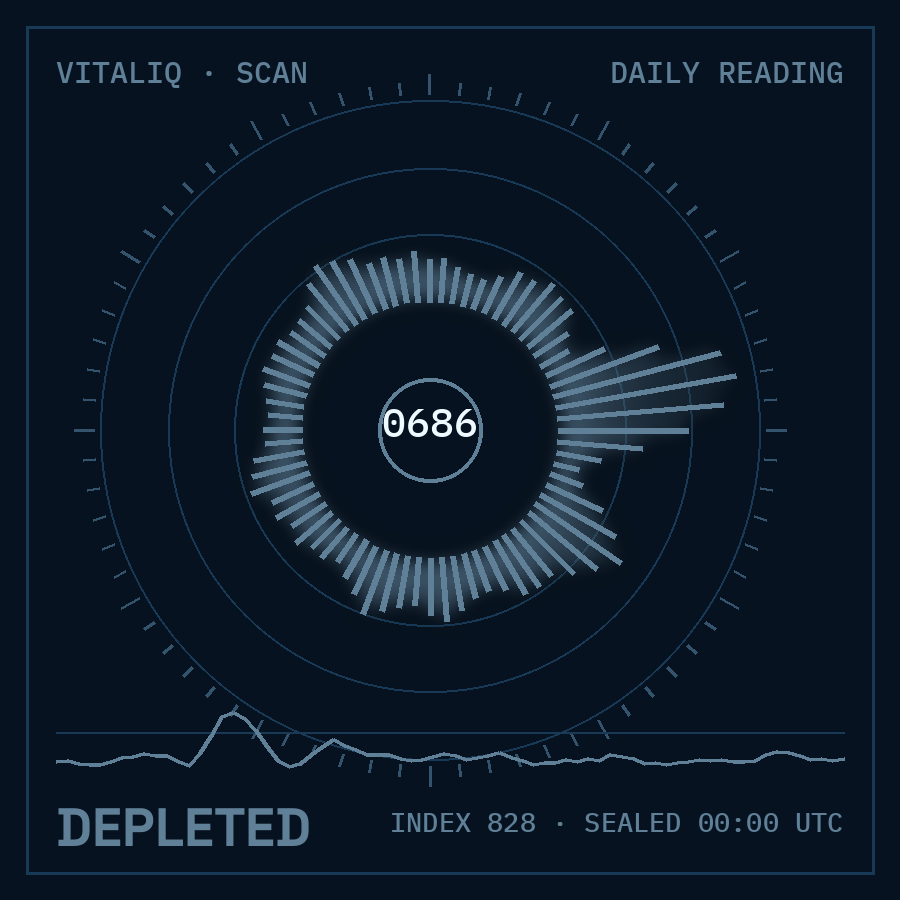 VITALIQ · SCAN
DAILY READING
0686
DEPLETED
INDEX 828 · SEALED 00:00 UTC